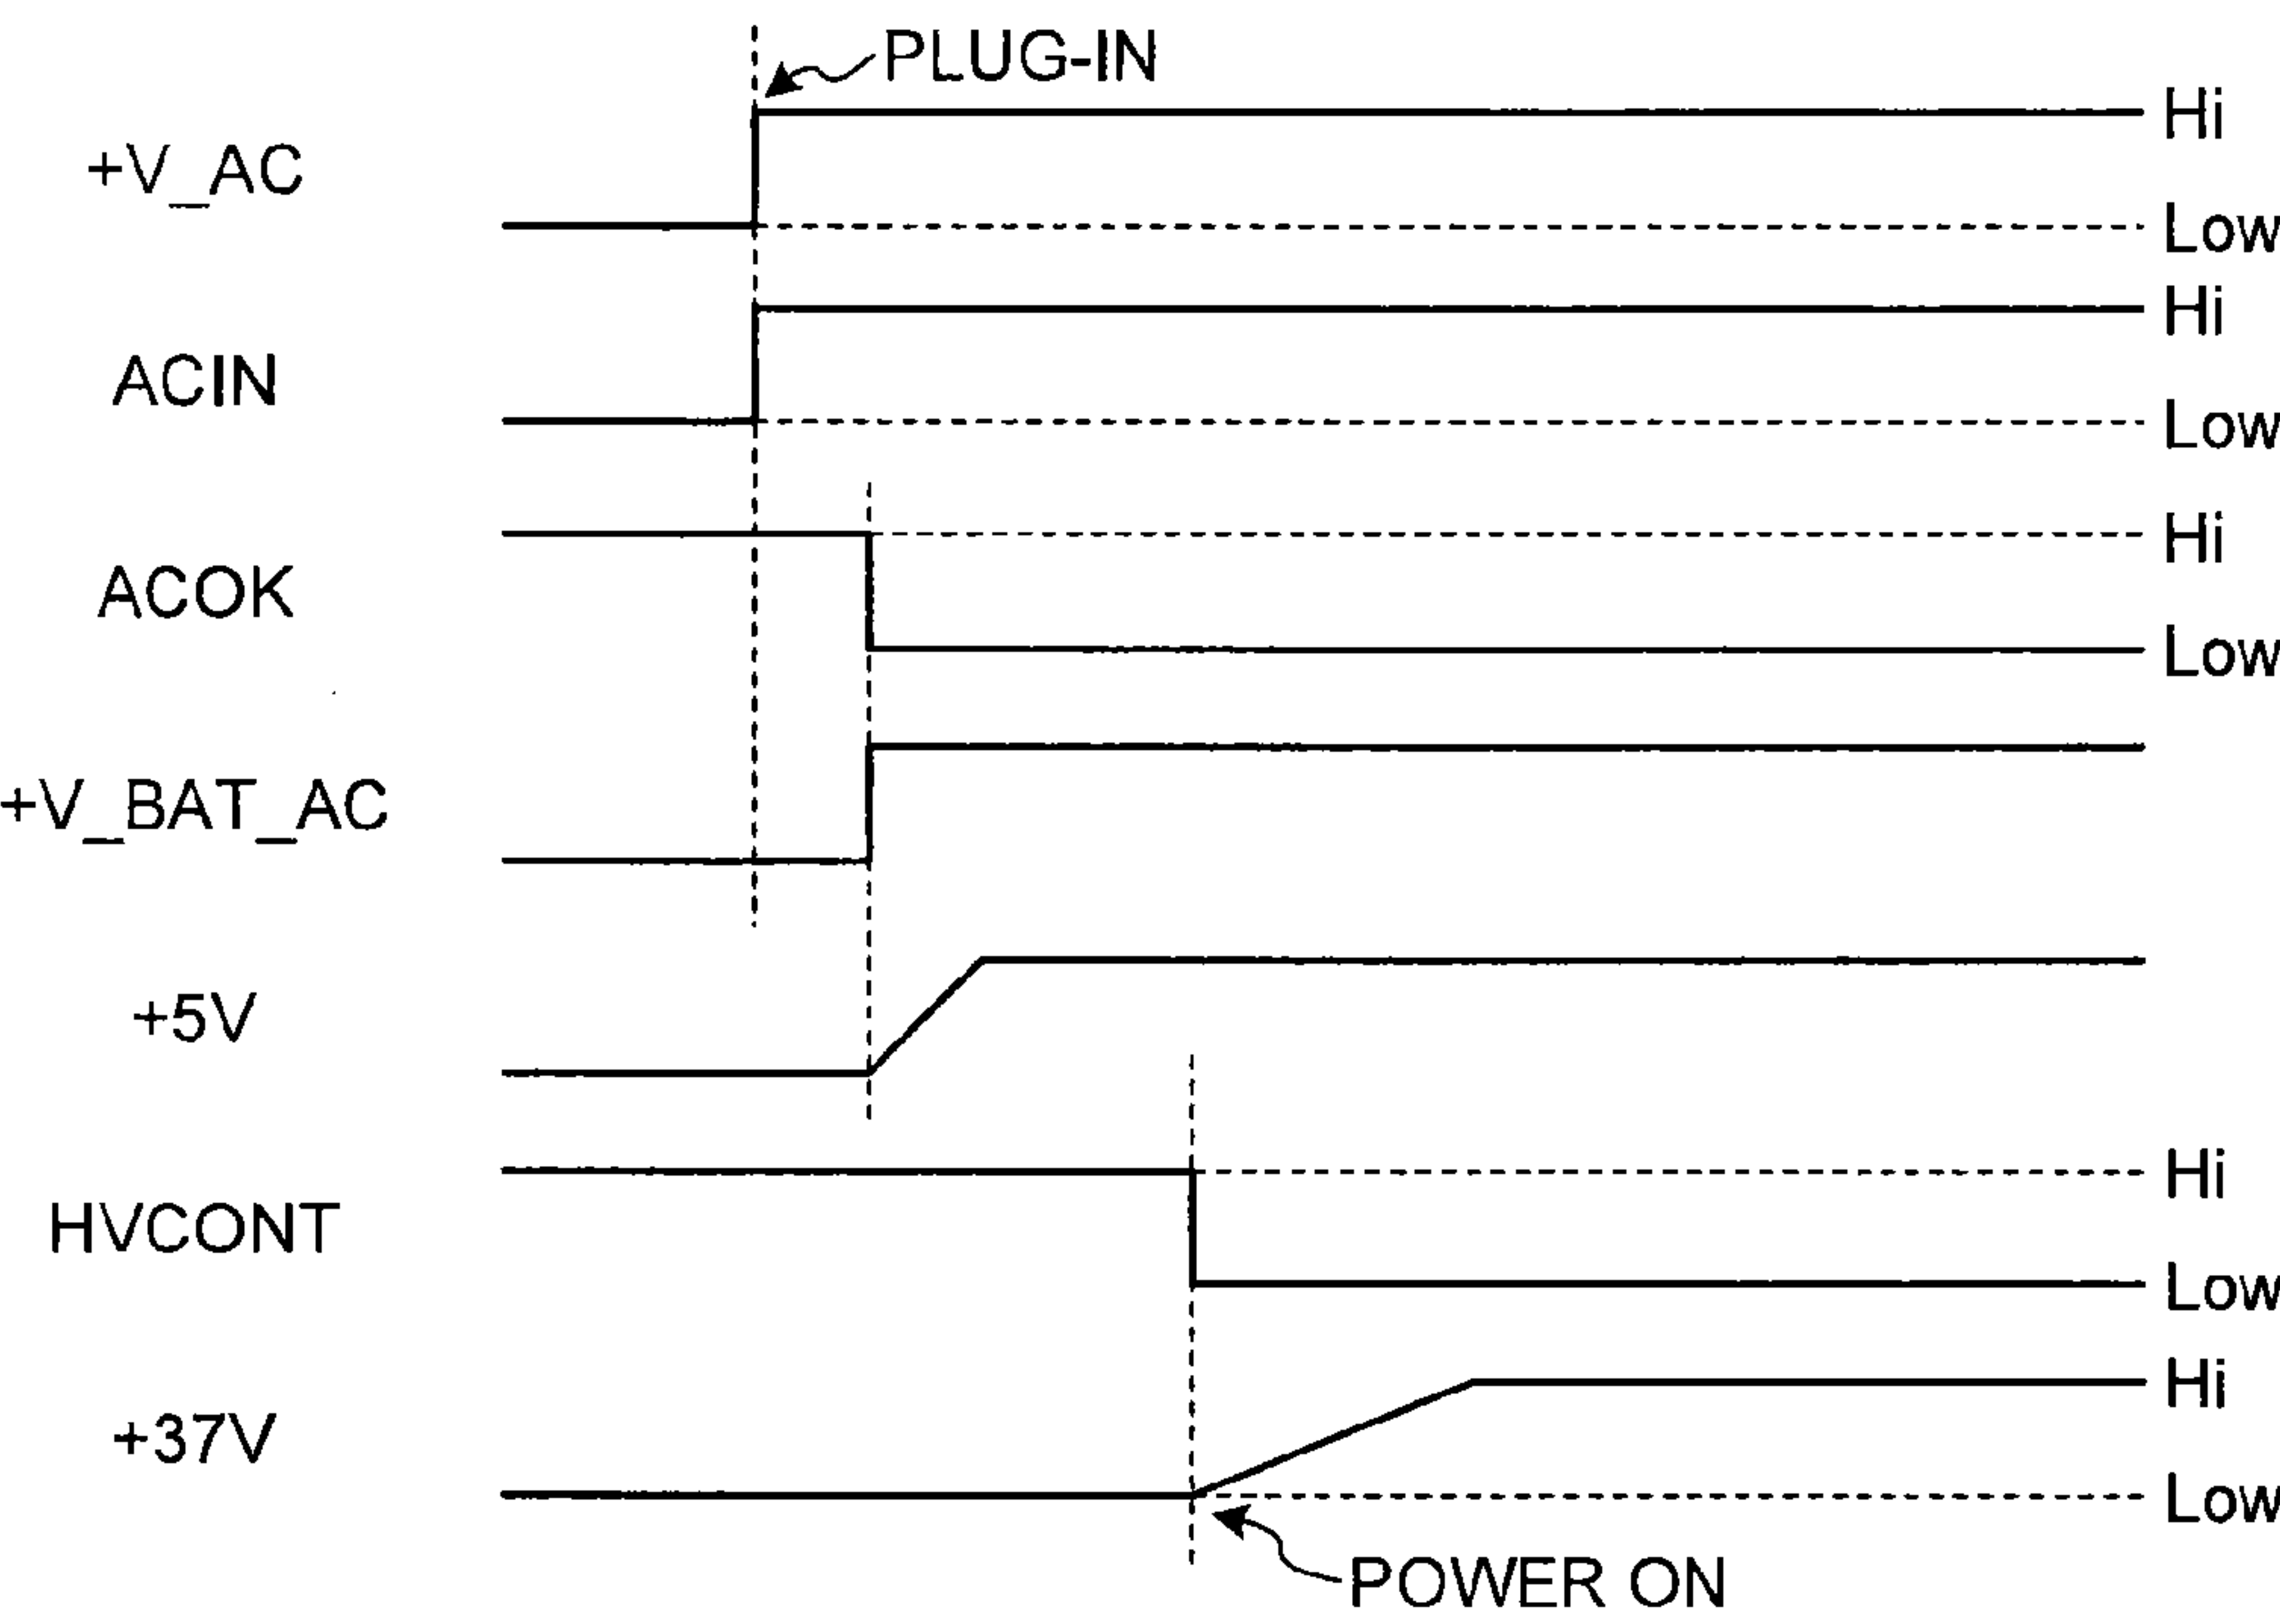 PLUG-IN
Hi
+V_AC
Low
Hi
ACIN
Low
Hi
ACOK
Low
+V_BAT_AC
+5V
Hi
HVCONT
Low
Hi
+37V
Low
POWER ON